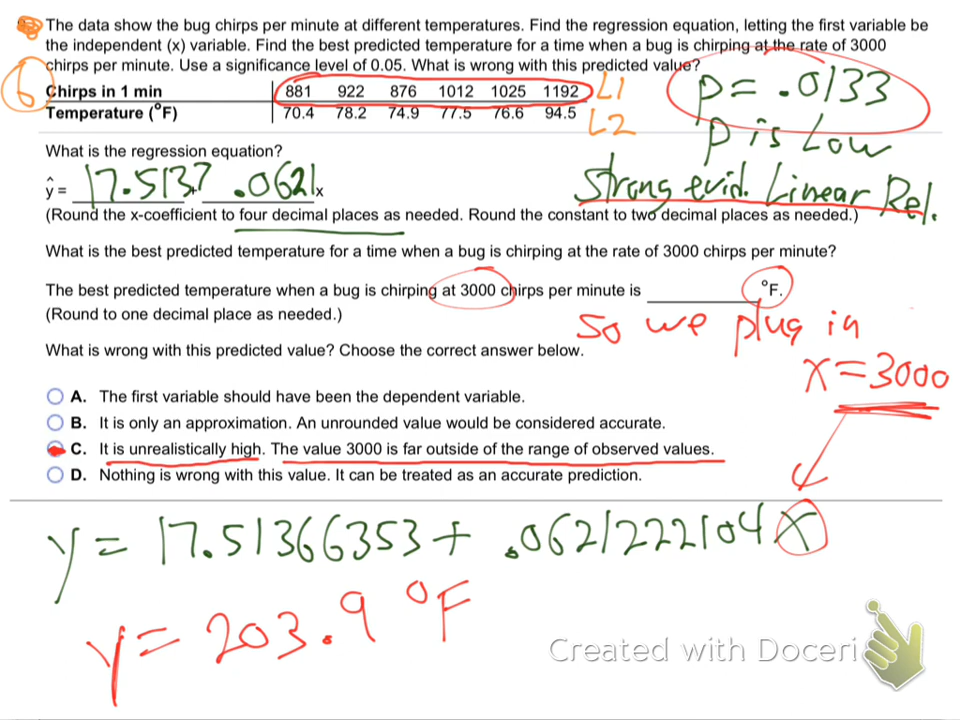 The data show the bug chirps per minute at different temperatures. Find the regression equation, letting the first variable be
the independent (x) variable. Find the best predicted temperature for a time when a bug is chirping at the rate of 3000
chirps per minute. Use a significance level of 0.05. What is wrong with this predicted value?
6
Chirps in 1 min 881 922 876 1012 1025 1192 L1
Temperature (°F) 70.4 78.2 74.9 77.5 76.6 94.5 L2
P = .0133
P is Low
Strong evid. Linear Rel.
What is the regression equation?
ŷ = 17.5137 + .0621 x
(Round the x-coefficient to four decimal places as needed. Round the constant to two decimal places as needed.)
What is the best predicted temperature for a time when a bug is chirping at the rate of 3000 chirps per minute?
The best predicted temperature when a bug is chirping at 3000 chirps per minute is °F.
(Round to one decimal place as needed.)
So we plug in
x = 3000
What is wrong with this predicted value? Choose the correct answer below.
A. The first variable should have been the dependent variable.
B. It is only an approximation. An unrounded value would be considered accurate.
C. It is unrealistically high. The value 3000 is far outside of the range of observed values.
D. Nothing is wrong with this value. It can be treated as an accurate prediction.
y = 17.51366353 + .0621222104 x
y = 203.9 °F
Created with Doceri